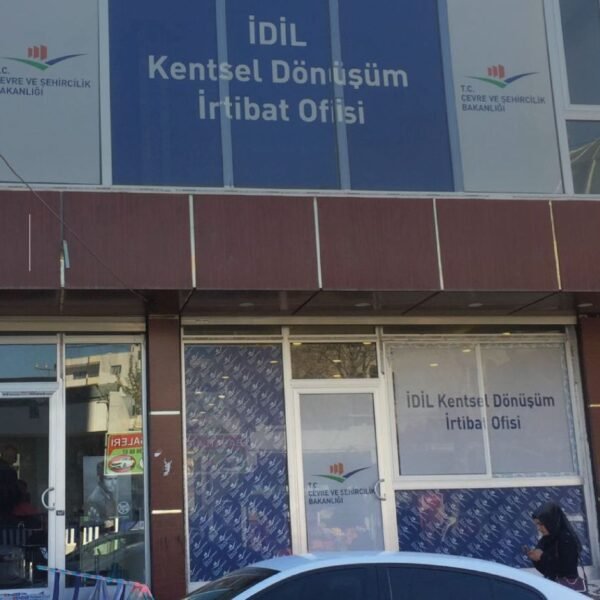 İDİL
Kentsel Dönüşüm
İrtibat Ofisi
T.C.
ÇEVRE VE ŞEHİRCİLİK
BAKANLIĞI
T.C.
ÇEVRE VE ŞEHİRCİLİK
BAKANLIĞI
İDİL Kentsel Dönüşüm
İrtibat Ofisi
T.C.
ÇEVRE VE ŞEHİRCİLİK
BAKANLIĞI